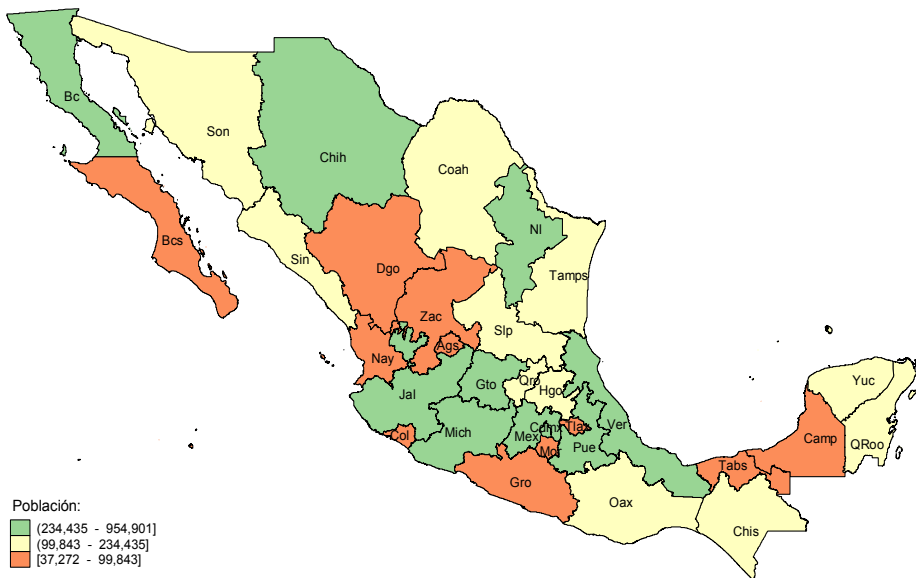 Bc
Son
Chih
Coah
Bcs
Nl
Sin
Dgo
Tamps
Zac
Slp
Nay
Ags
Qro
Yuc
Jal
Gto
Hgo
Col
Mich
Mex
Cdmx
Tlax
Ver
Camp
QRoo
Mor
Pue
Tabs
Gro
Oax
Chis
Población:
(234,435 - 954,901]
(99,843 - 234,435]
[37,272 - 99,843]